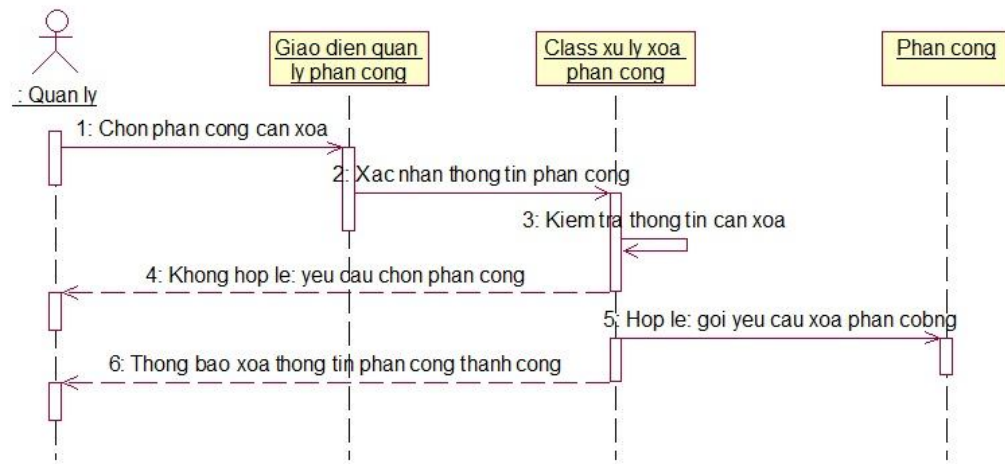 : Quan ly
Giao dien quan
ly phan cong
Class xu ly xoa
phan cong
Phan cong
1: Chon phan cong can xoa
2: Xac nhan thong tin phan cong
3: Kiem tra thong tin can xoa
4: Khong hop le: yeu cau chon phan cong
5: Hop le: goi yeu cau xoa phan cobng
6: Thong bao xoa thong tin phan cong thanh cong